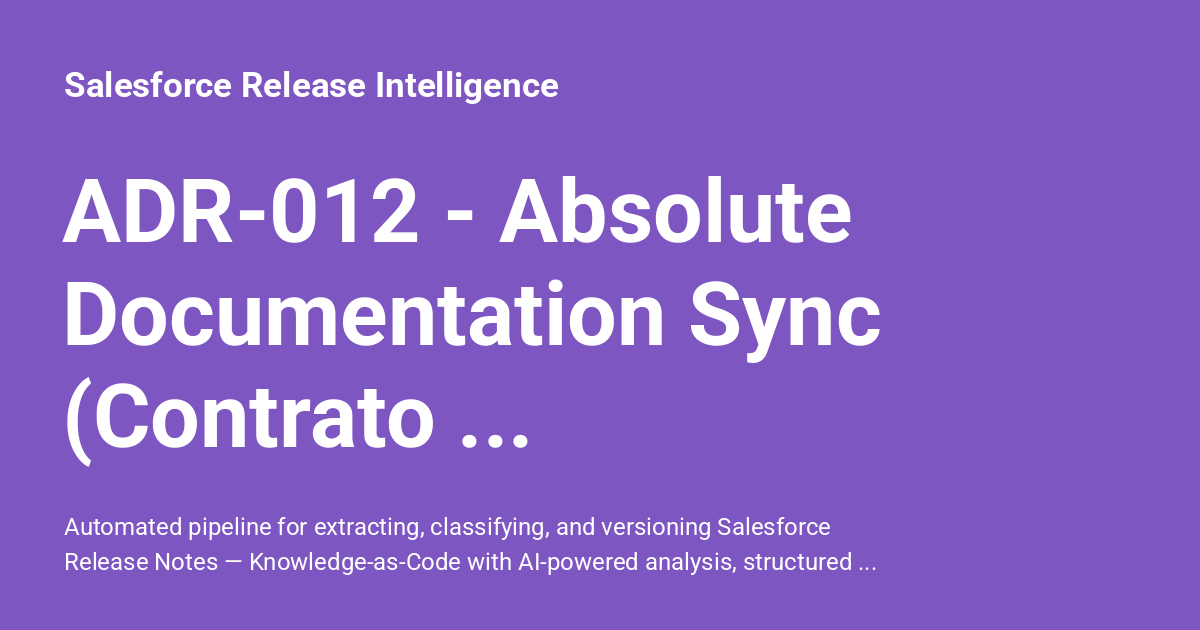 Salesforce Release Intelligence
ADR-012 - Absolute
Documentation Sync
(Contrato ...
Automated pipeline for extracting, classifying, and versioning Salesforce
Release Notes — Knowledge-as-Code with AI-powered analysis, structured ...